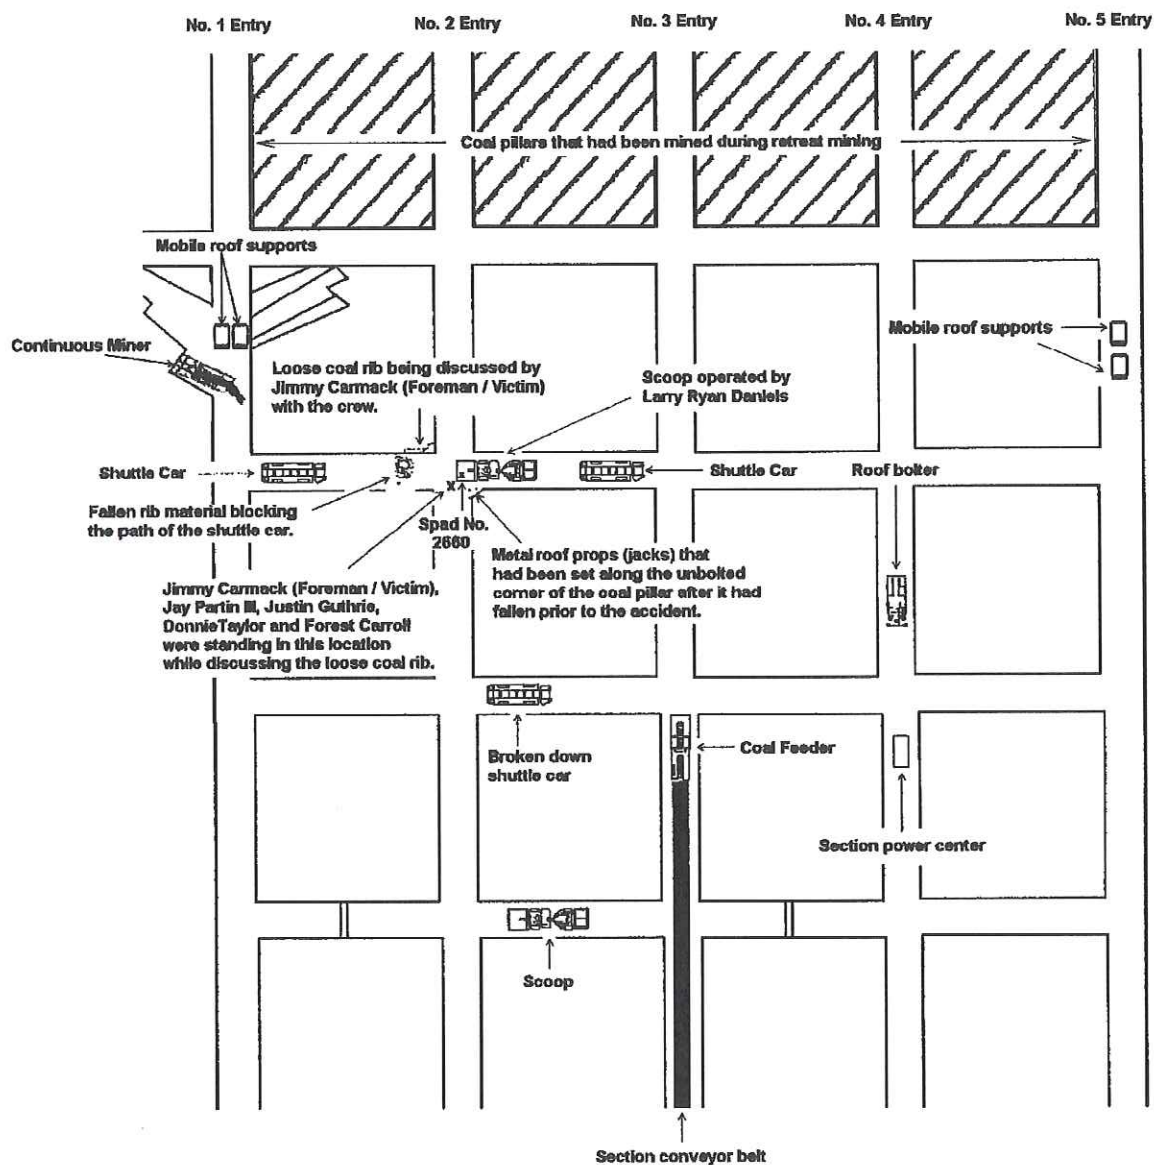 No. 1 Entry
No. 2 Entry
No. 3 Entry
No. 4 Entry
No. 5 Entry
Coal pillars that had been mined during retreat mining
Mobile roof supports
Continuous Miner
Mobile roof supports
Loose coal rib being discussed by
Jimmy Carmack (Foreman / Victim)
with the crew.
Scoop operated by
Larry Ryan Daniels
Shuttle Car
Shuttle Car
Roof bolter
Fallen rib material blocking
the path of the shuttle car.
x
Spad No.
2660
Metal roof props (jacks) that
had been set along the unbolted
corner of the coal pillar after it had
fallen prior to the accident.
Jimmy Carmack (Foreman / Victim),
Jay Partin III, Justin Guthrie,
DonnieTaylor and Forest Carroll
were standing in this location
while discussing the loose coal rib.
Broken down
shuttle car
Coal Feeder
Section power center
Scoop
Section conveyor belt